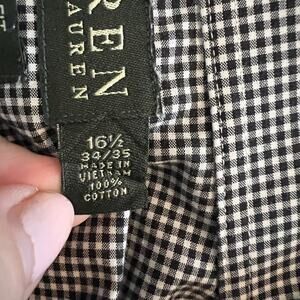 REN
AUREN
16½
34/35
MADE IN
VIETNAM
100%
COTTON